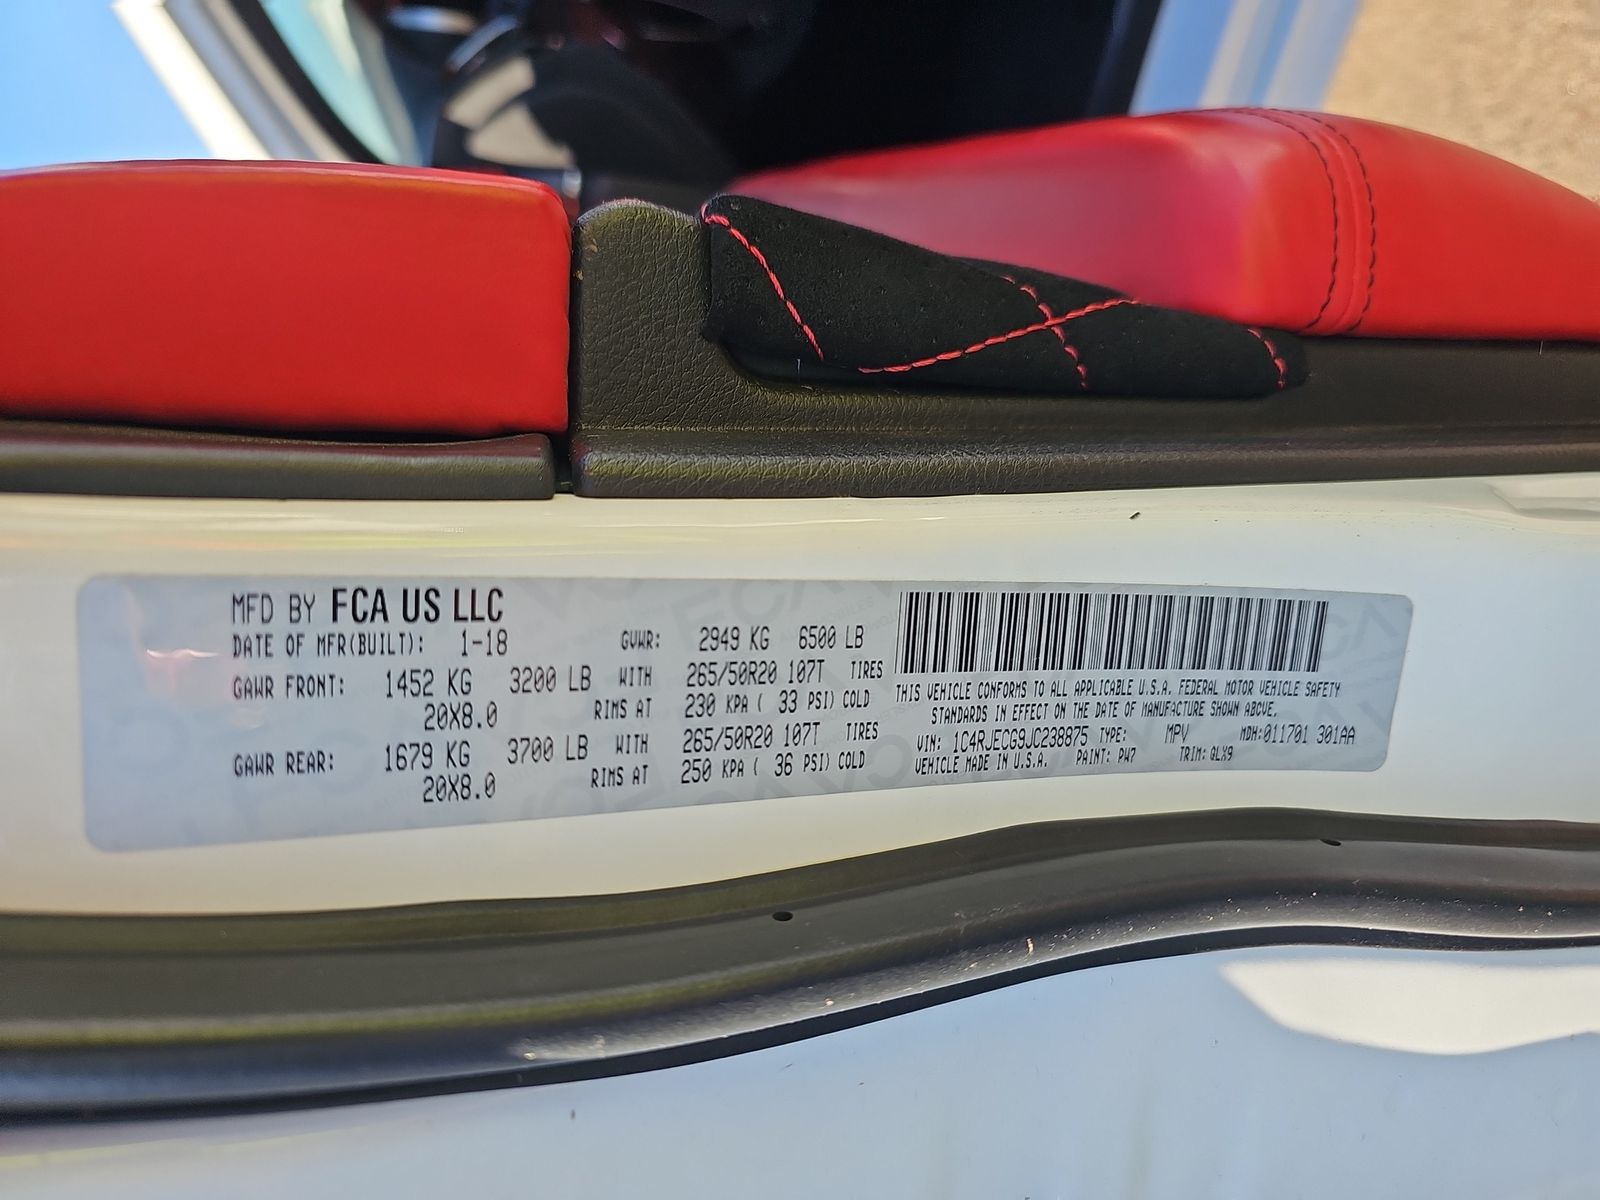 MFD BY FCA US LLC
DATE OF MFR(BUILT): 1-18 GVWR: 2949 KG 6500 LB
GAWR FRONT: 1452 KG 3200 LB WITH 265/50R20 107T TIRES
20X8.0 RIMS AT 230 KPA ( 33 PSI) COLD
GAWR REAR: 1679 KG 3700 LB WITH 265/50R20 107T TIRES
20X8.0 RIMS AT 250 KPA ( 36 PSI) COLD
THIS VEHICLE CONFORMS TO ALL APPLICABLE U.S.A. FEDERAL MOTOR VEHICLE SAFETY
STANDARDS IN EFFECT ON THE DATE OF MANUFACTURE SHOWN ABOVE.
VIN: 1C4RJECG9JC238875 TYPE: MPV MDH:011701 301AA
VEHICLE MADE IN U.S.A. PAINT: PW7 TRIM: QLX9